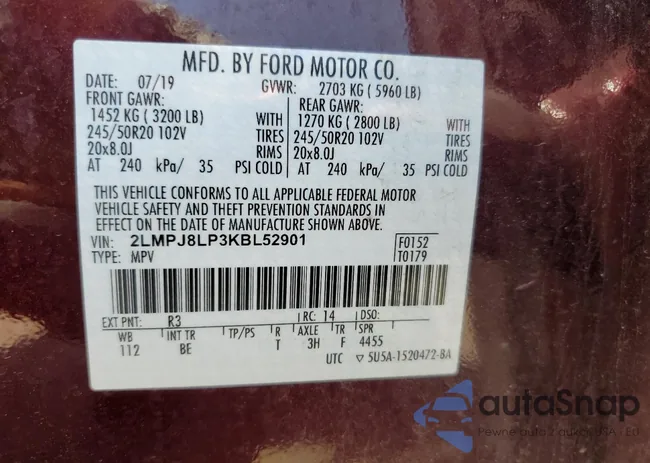 MFD. BY FORD MOTOR CO.
DATE: 07/19 GVWR: 2703 KG ( 5960 LB)
FRONT GAWR: REAR GAWR:
1452 KG ( 3200 LB) WITH 1270 KG ( 2800 LB) WITH
245/50R20 102V TIRES 245/50R20 102V TIRES
20x8.0J RIMS 20x8.0J RIMS
AT 240 kPa/ 35 PSI COLD AT 240 kPa/ 35 PSI COLD
THIS VEHICLE CONFORMS TO ALL APPLICABLE FEDERAL MOTOR
VEHICLE SAFETY AND THEFT PREVENTION STANDARDS IN
EFFECT ON THE DATE OF MANUFACTURE SHOWN ABOVE.
VIN: 2LMPJ8LP3KBL52901 F0152
TYPE: MPV T0179
EXT PNT: R3 RC: 14 DSO:
WB INT TR TP/PS R AXLE TR SPR
112 BE T 3H F 4455
UTC ▽ 5U5A-1520472-BA
autoSnap
Pewne auto z aukcji USA - EU